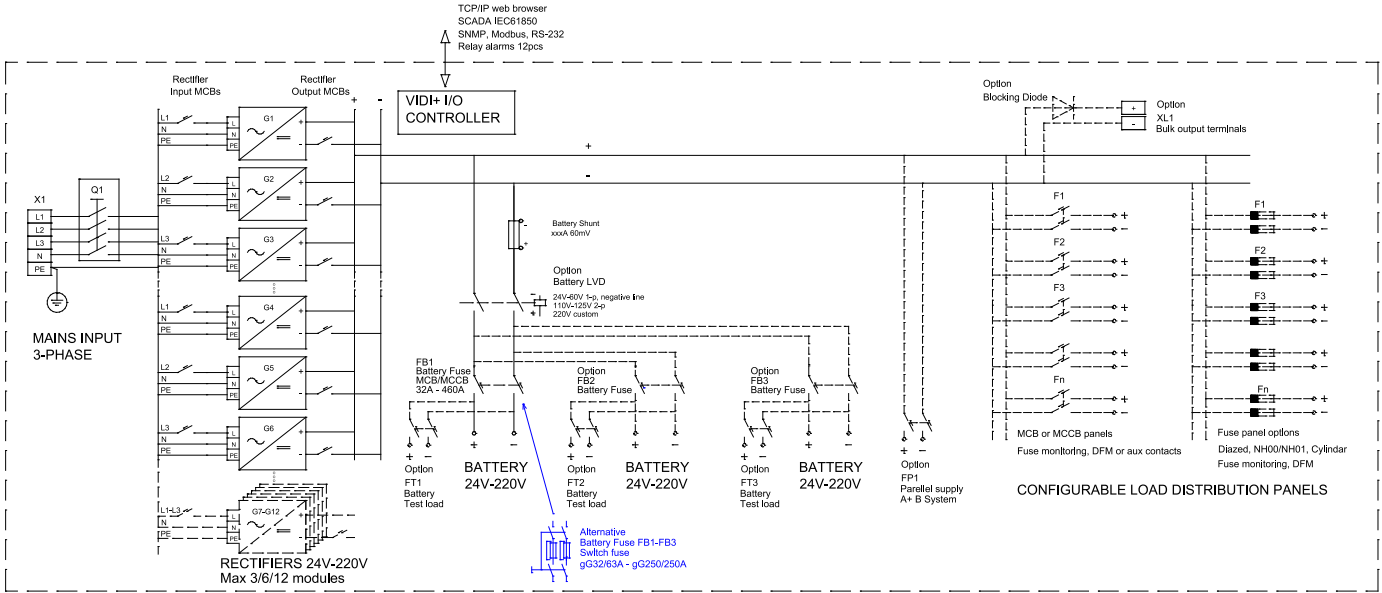 TCP/IP web browser
SCADA IEC61850
SNMP, Modbus, RS-232
Relay alarms 12pcs
Rectifier
Input MCBs
Rectifier
Output MCBs
+ -
VIDI+ I/O
CONTROLLER
Option
Blocking Diode
+
-
Option
XL1
Bulk output terminals
+
-
X1
L1
L2
L3
N
PE
Q1
MAINS INPUT
3-PHASE
L1
N
PE
L
N
PE
G1
+
-
L2
N
PE
L
N
PE
G2
+
-
L3
N
PE
L
N
PE
G3
+
-
L1
N
PE
L
N
PE
G4
+
-
L2
N
PE
L
N
PE
G5
+
-
L3
N
PE
L
N
PE
G6
+
-
L1-L3
N
PE
L
N
PE
G7-G12
+
-
RECTIFIERS 24V-220V
Max 3/6/12 modules
-
+
Battery Shunt
xxxA 60mV
Option
Battery LVD
-
+
24V-60V 1-p, negative line
110V-125V 2-p
220V custom
FB1
Battery Fuse
MCB/MCCB
32A - 460A
+ -
Option
FT1
Battery
Test load
+ -
BATTERY
24V-220V
Option
FB2
Battery Fuse
+ -
Option
FT2
Battery
Test load
+ -
BATTERY
24V-220V
Option
FB3
Battery Fuse
+ -
Option
FT3
Battery
Test load
+ -
BATTERY
24V-220V
Alternative
Battery Fuse FB1-FB3
Switch fuse
gG32/63A - gG250/250A
+ -
Option
FP1
Parellel supply
A+ B System
F1
+
-
F2
+
-
F3
+
-
+
-
Fn
+
-
MCB or MCCB panels
Fuse monitoring, DFM or aux contacts
F1
+
-
F2
+
-
F3
+
-
+
-
Fn
+
-
Fuse panel options
Diazed, NH00/NH01, Cylindar
Fuse monitoring, DFM
CONFIGURABLE LOAD DISTRIBUTION PANELS